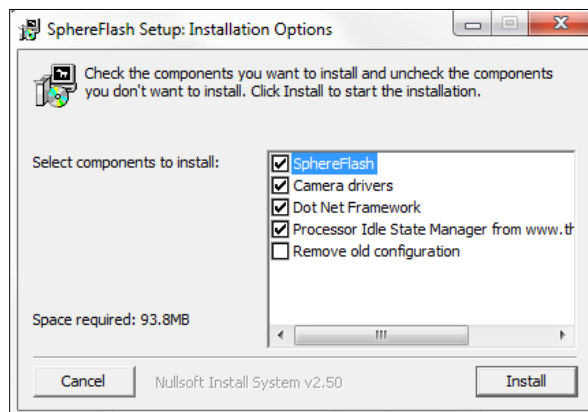 SphereFlash Setup: Installation Options
Check the components you want to install and uncheck the components
you don't want to install. Click Install to start the installation.
Select components to install:
SphereFlash
Camera drivers
Dot Net Framework
Processor Idle State Manager from www.th
Remove old configuration
Space required: 93.8MB
Cancel
Nullsoft Install System v2.50
Install